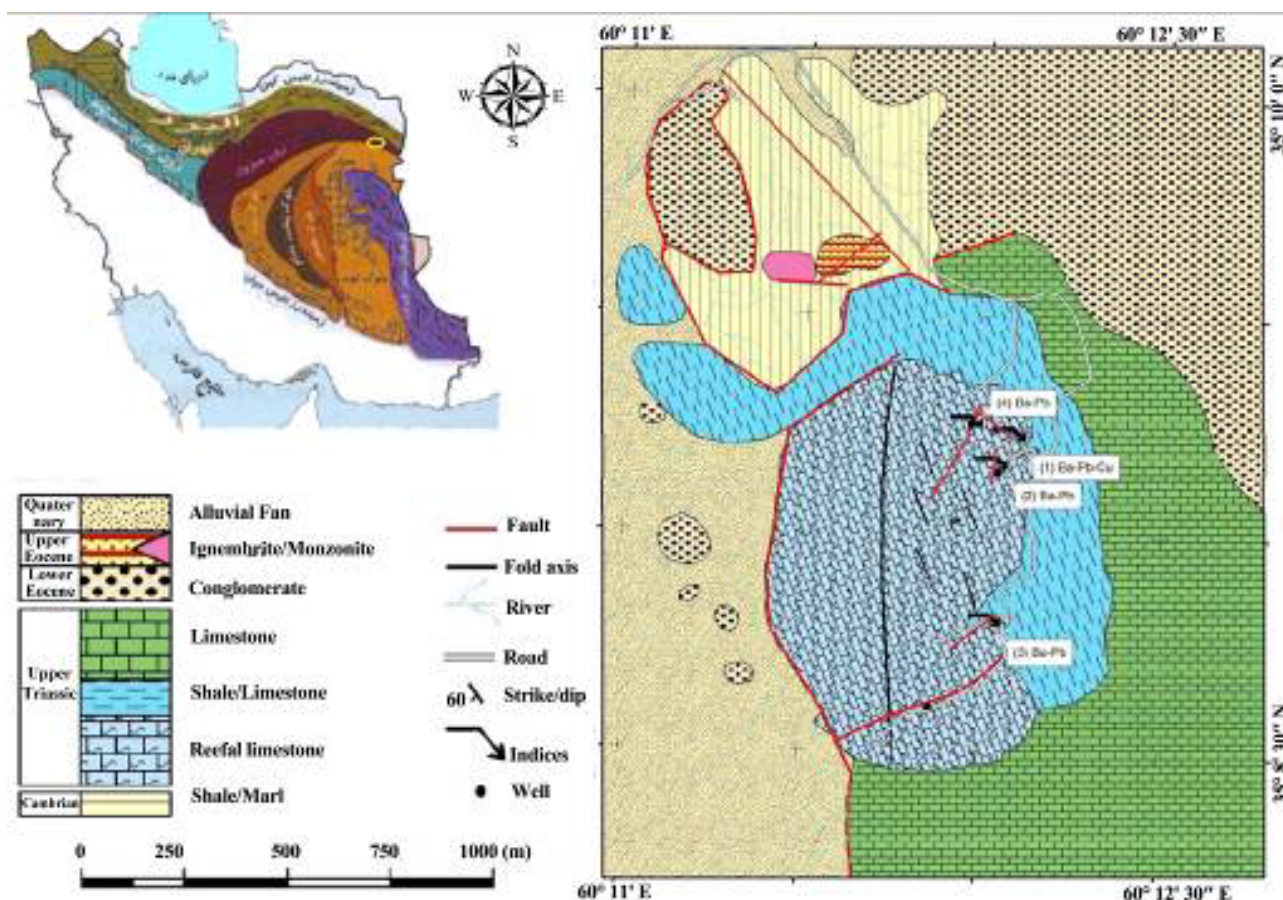 N
W
E
S
60° 11' E
60° 12' 30" E
35° 10' 0" N
(4) Ba-Pb
(1) Ba-Pb-Cu
(2) Ba-Pb
(3) Ba-Pb
35° 8' 30" N
60° 11' E
60° 12' 30" E
Quater
nary
Alluvial Fan
Upper
Eocene
Ignembrite/Monzonite
Lower
Eocene
Conglomerate
Limestone
Upper
Triassic
Shale/Limestone
Reefal limestone
Cambrian
Shale/Marl
Fault
Fold axis
River
Road
60
Strike/dip
Indices
Well
0
250
500
750
1000 (m)